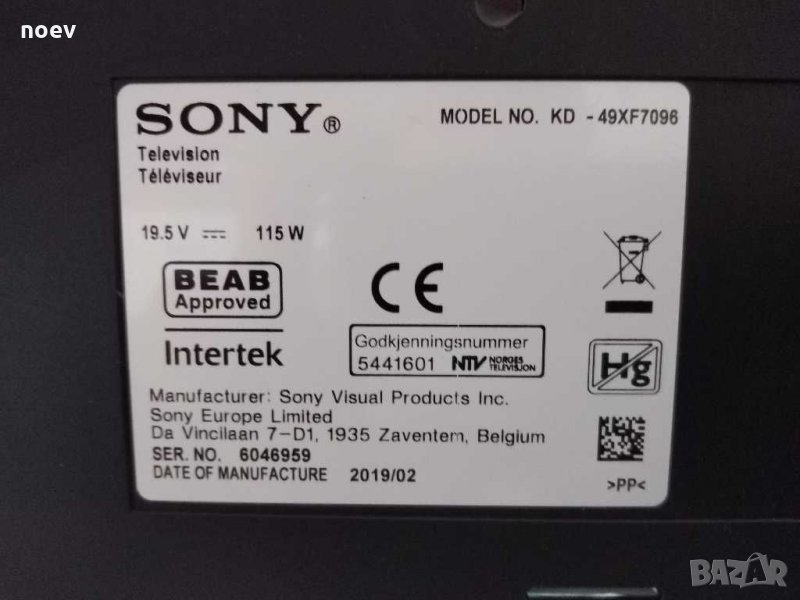 noev
SONY®
MODEL NO. KD - 49XF7096
Television
Téléviseur
19.5 V 115 W
BEAB
Approved
CE
Intertek
Godkjenningsnummer
5441601 NTV NORGES TELEVISJON
Hg
Manufacturer: Sony Visual Products Inc.
Sony Europe Limited
Da Vincilaan 7-D1, 1935 Zaventem, Belgium
SER. NO. 6046959
DATE OF MANUFACTURE 2019/02
>PP<
BAZAR